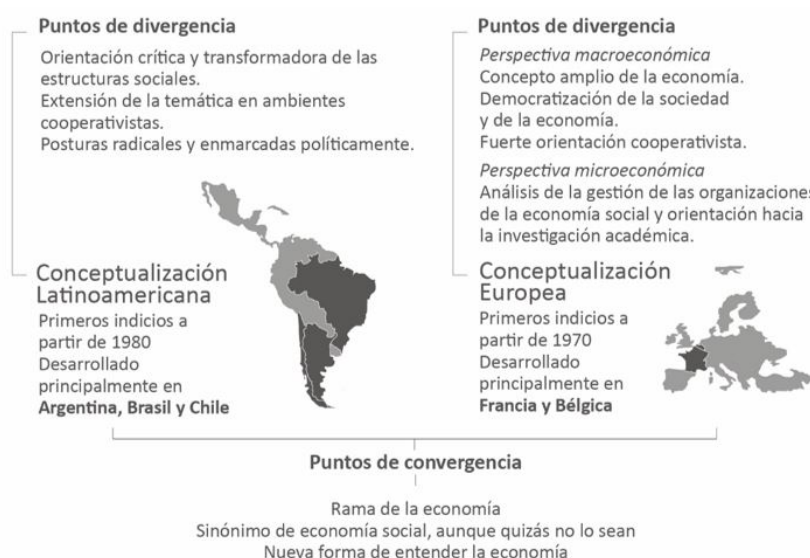 Puntos de divergencia
Orientación crítica y transformadora de las
estructuras sociales.
Extensión de la temática en ambientes
cooperativistas.
Posturas radicales y enmarcadas políticamente.
Conceptualización
Latinoamericana
Primeros indicios a
partir de 1980
Desarrollado
principalmente en
Argentina, Brasil y Chile
Puntos de divergencia
Perspectiva macroeconómica
Concepto amplio de la economía.
Democratización de la sociedad
y de la economía.
Fuerte orientación cooperativista.
Perspectiva microeconómica
Análisis de la gestión de las organizaciones
de la economía social y orientación hacia
la investigación académica.
Conceptualización
Europea
Primeros indicios a
partir de 1970
Desarrollado
principalmente en
Francia y Bélgica
Puntos de convergencia
Rama de la economía
Sinónimo de economía social, aunque quizás no lo sean
Nueva forma de entender la economía